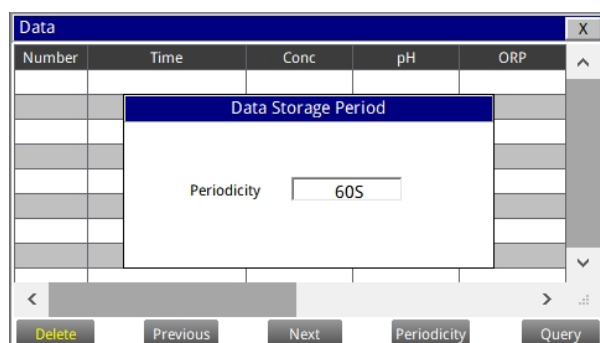 Data X
Number Time Conc pH ORP
Data Storage Period
Periodicity 60S
Delete Previous Next Periodicity Query